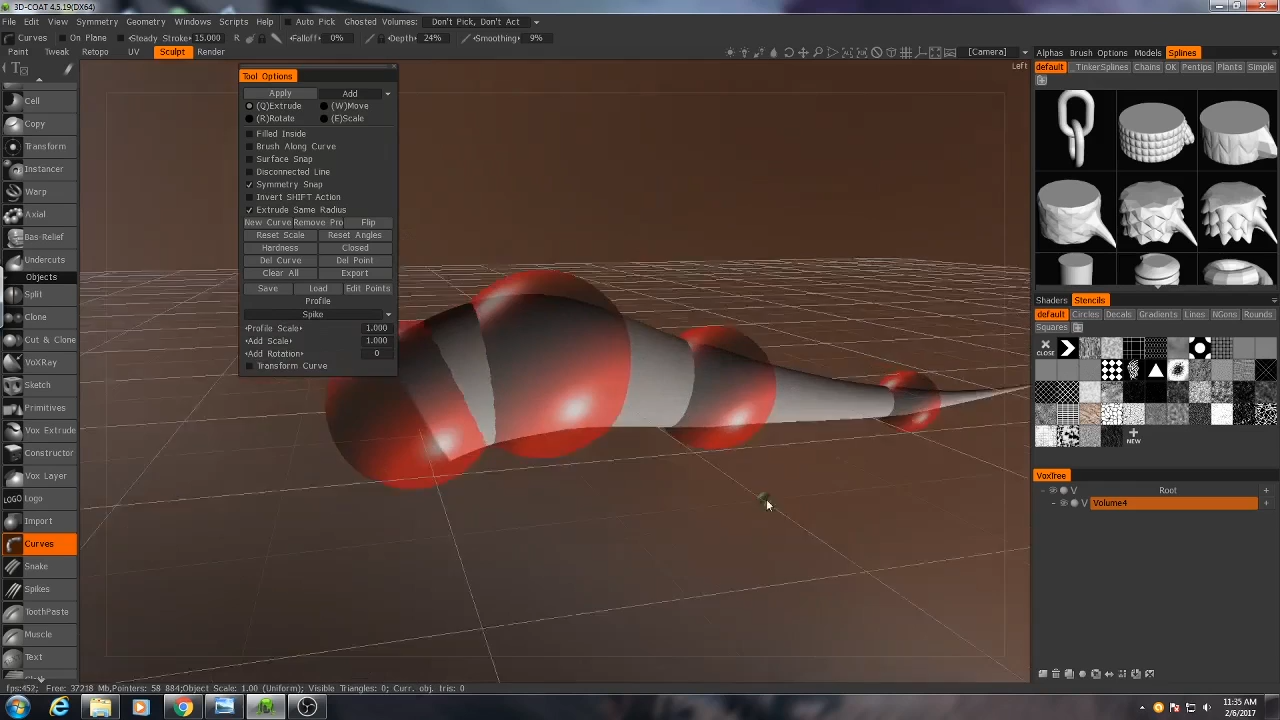 3D-COAT 4.5.19(DX64)
File Edit View Symmetry Geometry Windows Scripts Help Auto Pick Ghosted Volumes: Don't Pick, Don't Act
Curves On Plane Steady Stroke 15.000 R Falloff 0% Depth 24% Smoothing 9%
Paint Tweak Retopo UV Sculpt Render [Camera]
Left
Cell
Copy
Transform
Instancer
Warp
Axial
Bas-Relief
Undercuts
Objects
Split
Clone
Cut & Clone
VoxRay
Sketch
Primitives
Vox Extrude
Constructor
Vox Layer
LOGO Logo
Import
Curves
Snake
Spikes
ToothPaste
Muscle
Text
Tool Options
Apply Add
(Q)Extrude (W)Move
(R)Rotate (E)Scale
Filled Inside
Brush Along Curve
Surface Snap
Disconnected Line
Symmetry Snap
Invert SHIFT Action
Extrude Same Radius
New Curve Remove Pro Flip
Reset Scale Reset Angles
Hardness Closed
Del Curve Del Point
Clear All Export
Save Load Edit Points
Profile
Spike
Profile Scale 1.000
Add Scale 1.000
Add Rotation 0
Transform Curve
Alphas Brush Options Models Splines
default _TinkerSplines Chains OK Pentips Plants Simple
Shaders Stencils
default Circles Decals Gradients Lines NGons Rounds
Squares
CLOSE
NEW
VoxTree
V Root +
V Volume4 +
fps:452; Free: 37218 Mb,Pointers: 58 884;Object Scale: 1.00 (Uniform); Visible Triangles: 0; Curr. obj. tris: 0
11:35 AM
2/6/2017